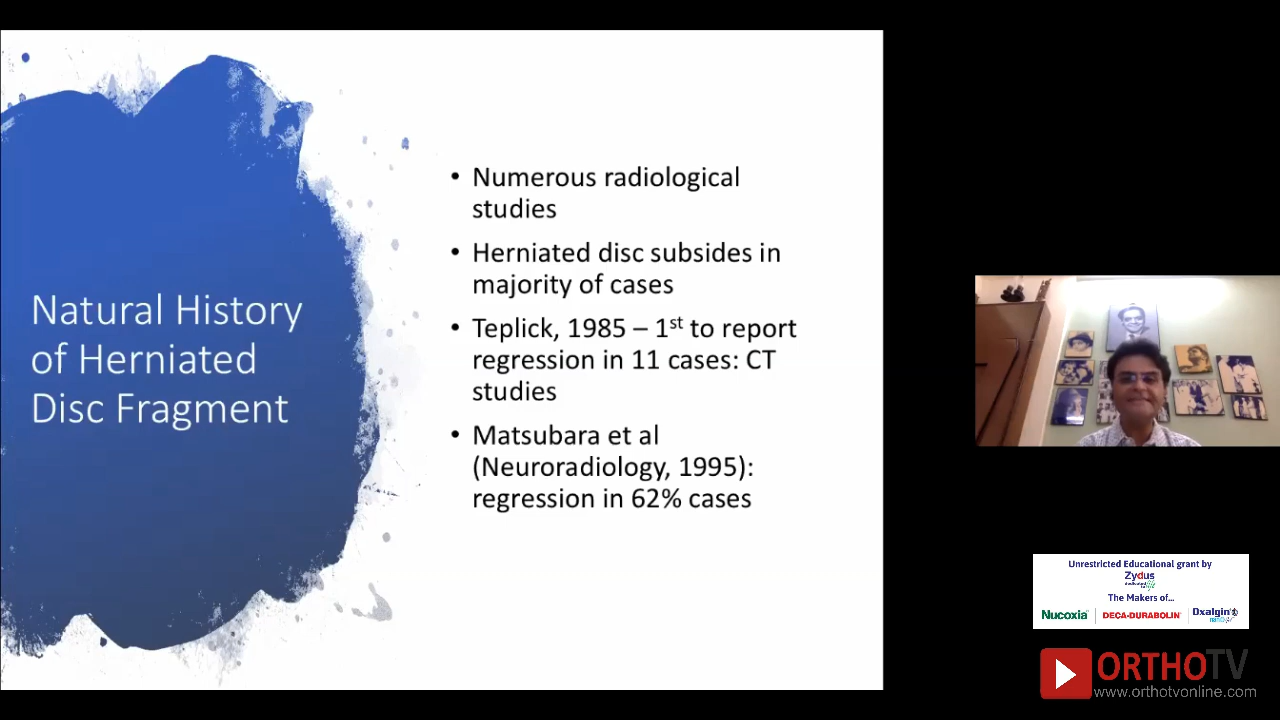 Natural History
of Herniated
Disc Fragment
• Numerous radiological
studies
• Herniated disc subsides in
majority of cases
• Teplick, 1985 – 1st to report
regression in 11 cases: CT
studies
• Matsubara et al
(Neuroradiology, 1995):
regression in 62% cases
Unrestricted Educational grant by
Zydus
dedicated
The Makers of...
Nucoxia
DECA-DURABOLIN
Dxalgin
ORTHOTV
www.orthotvonline.com